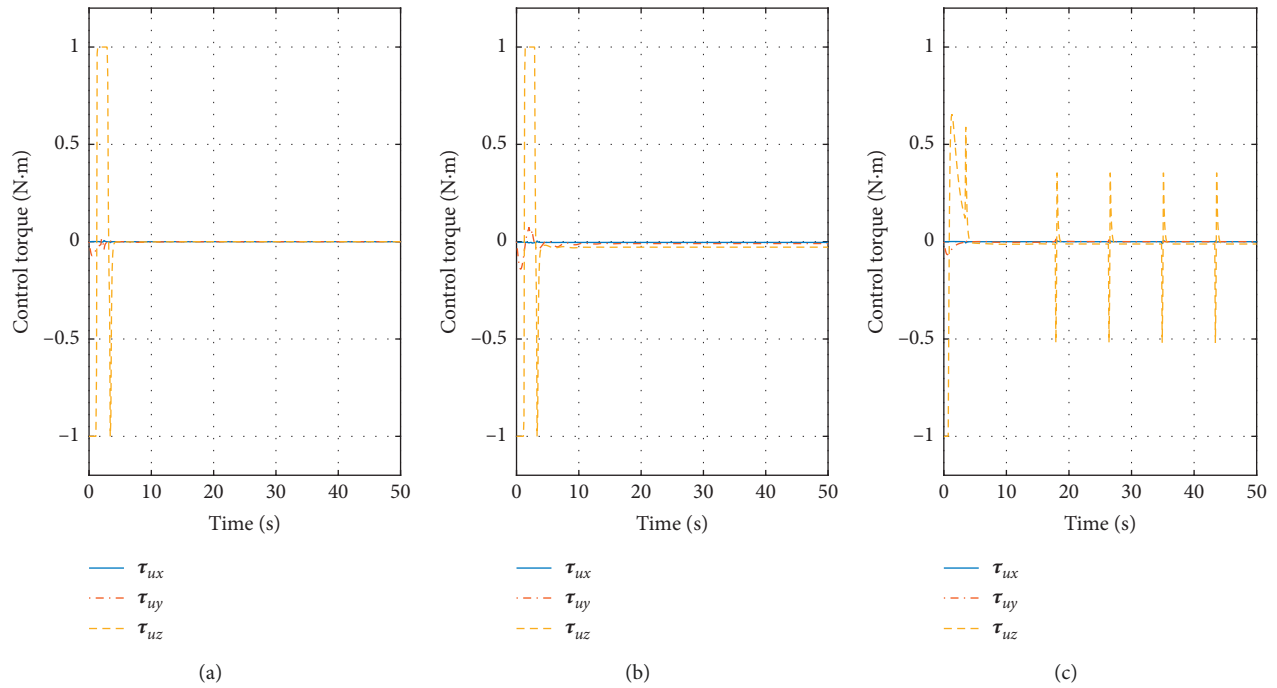 1
0.5
0
−0.5
−1
Control torque (N·m)
0 10 20 30 40 50
Time (s)
τux
τuy
τuz
(a)
1
0.5
0
−0.5
−1
Control torque (N·m)
0 10 20 30 40 50
Time (s)
τux
τuy
τuz
(b)
1
0.5
0
−0.5
−1
Control torque (N·m)
0 10 20 30 40 50
Time (s)
τux
τuy
τuz
(c)